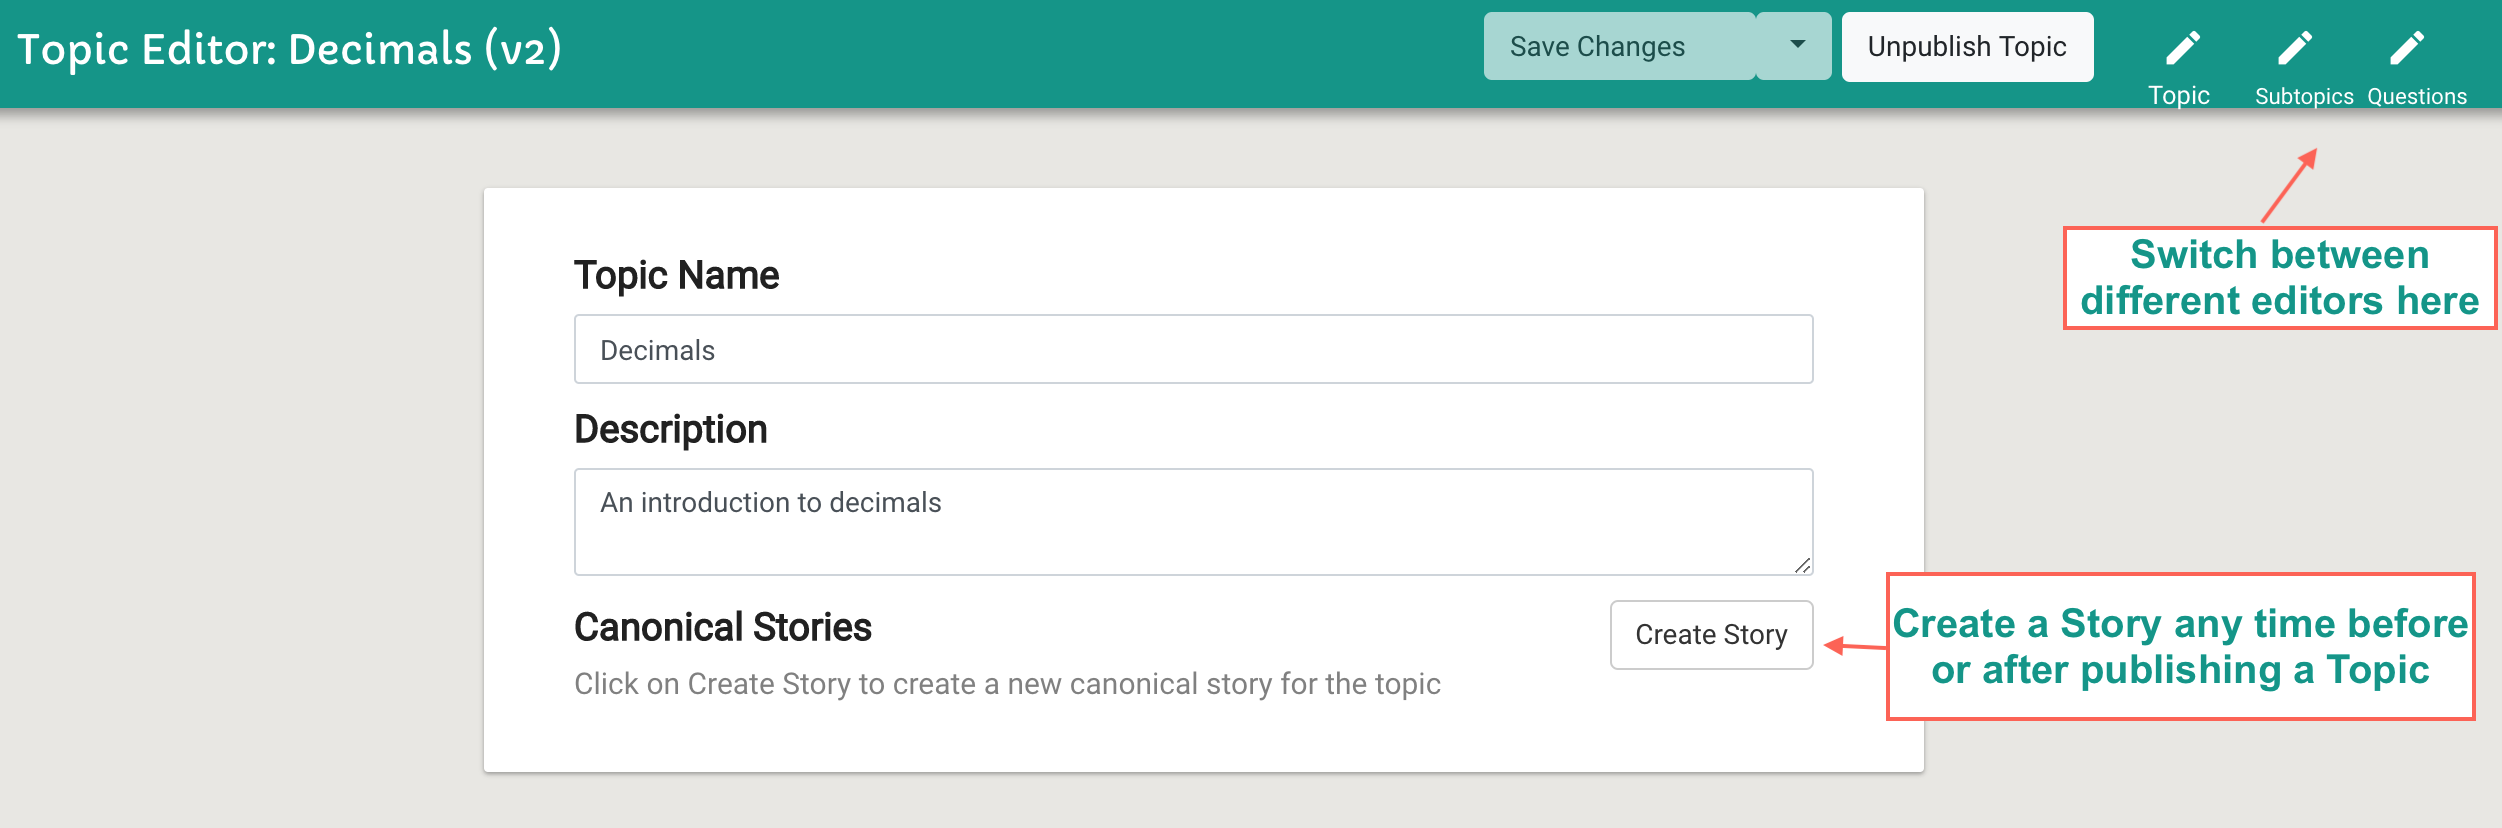 Topic Editor: Decimals (v2)
Save Changes
Unpublish Topic
Topic
Subtopics
Questions
Switch between
different editors here
Topic Name
Decimals
Description
An introduction to decimals
Canonical Stories
Create Story
Click on Create Story to create a new canonical story for the topic
Create a Story any time before
or after publishing a Topic